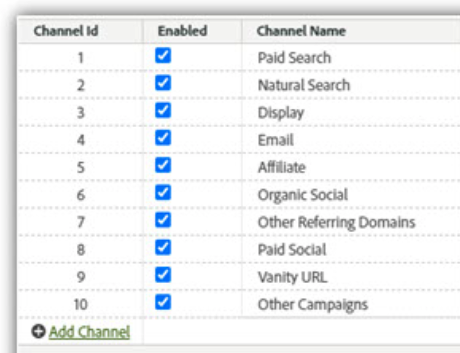 Channel Id Enabled Channel Name
1 Paid Search
2 Natural Search
3 Display
4 Email
5 Affiliate
6 Organic Social
7 Other Referring Domains
8 Paid Social
9 Vanity URL
10 Other Campaigns
Add Channel